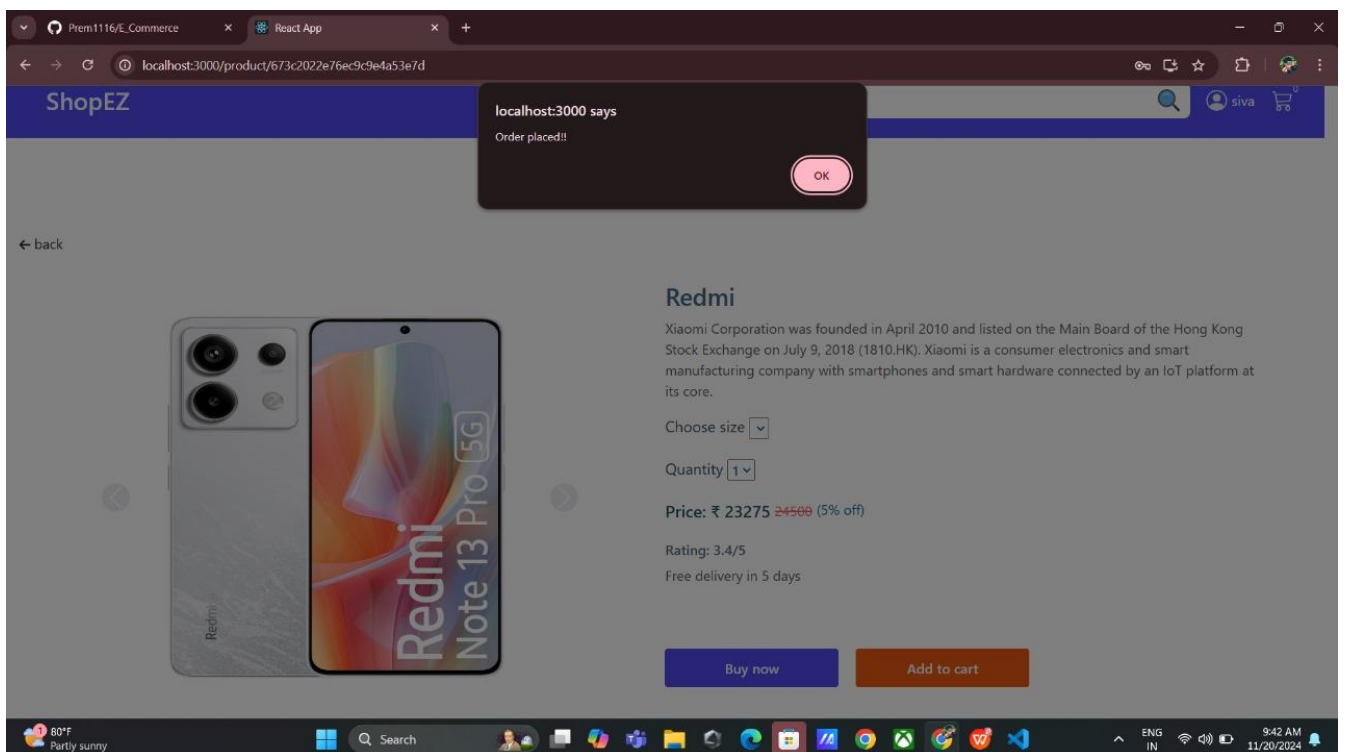 Prem1116/E_Commerce
React App
localhost:3000/product/673c2022e76ec9c9e4a53e7d
ShopEZ
localhost:3000 says
Order placed!!
OK
siva
0
← back
Redmi
Xiaomi Corporation was founded in April 2010 and listed on the Main Board of the Hong Kong
Stock Exchange on July 9, 2018 (1810.HK). Xiaomi is a consumer electronics and smart
manufacturing company with smartphones and smart hardware connected by an IoT platform at
its core.
Choose size
Quantity 1
Price: ₹ 23275 24500 (5% off)
Rating: 3.4/5
Free delivery in 5 days
Buy now
Add to cart
Redmi
Redmi
Note 13 Pro 5G
1
80°F
Partly sunny
Search
ENG
IN
9:42 AM
11/20/2024